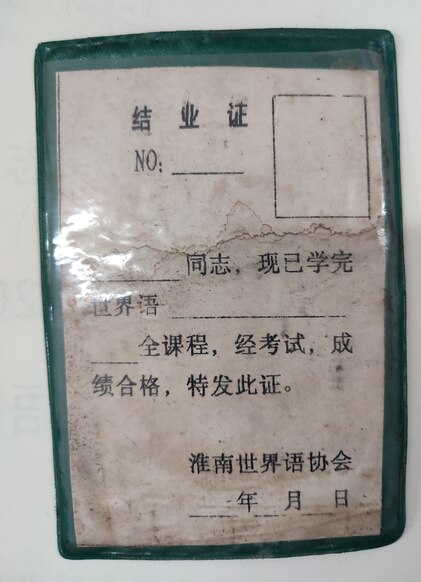 结业证
NO:
同志，现已学完
世界语
全课程，经考试，成
绩合格，特发此证。
淮南世界语协会
年月日